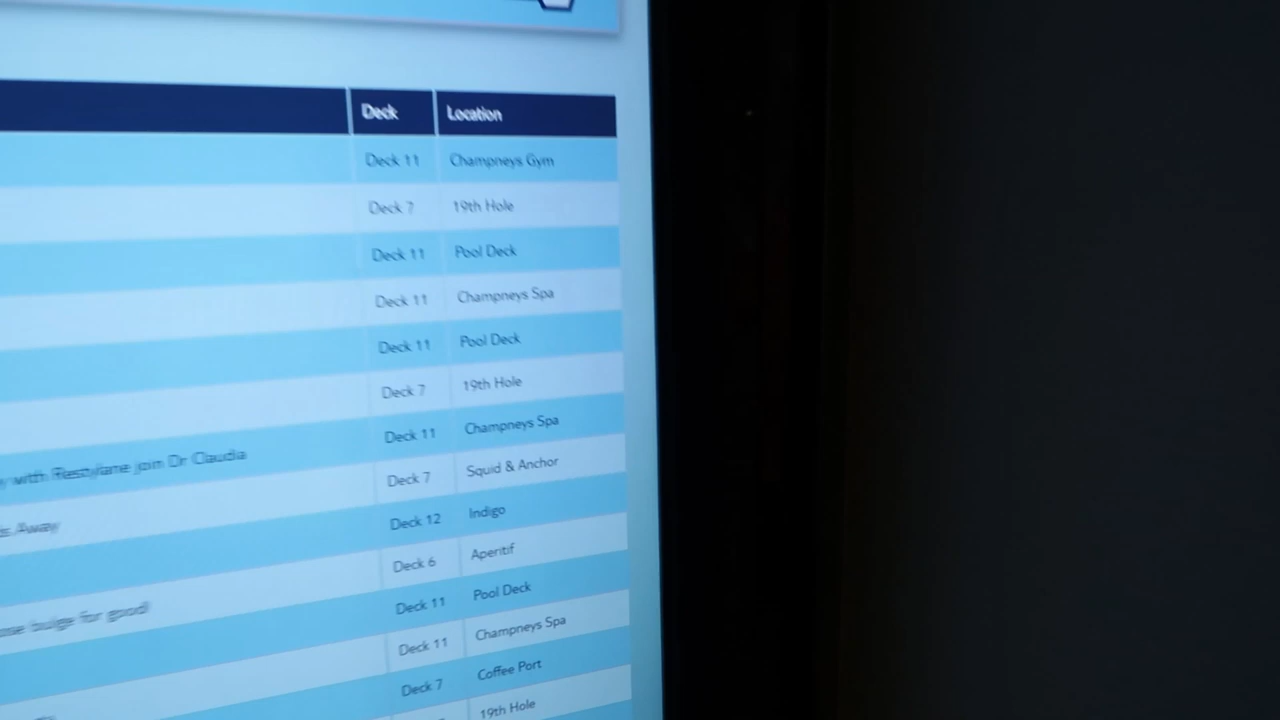 Deck Location
Deck 11 Champneys Gym
Deck 7 19th Hole
Deck 11 Pool Deck
Deck 11 Champneys Spa
Deck 11 Pool Deck
Deck 7 19th Hole
Deck 11 Champneys Spa
with Restylane join Dr Claudia
Deck 7 Squid & Anchor
Away
Deck 12 Indigo
Deck 6 Aperitif
bulge for good!
Deck 11 Pool Deck
Deck 11 Champneys Spa
Deck 7 Coffee Port
19th Hole